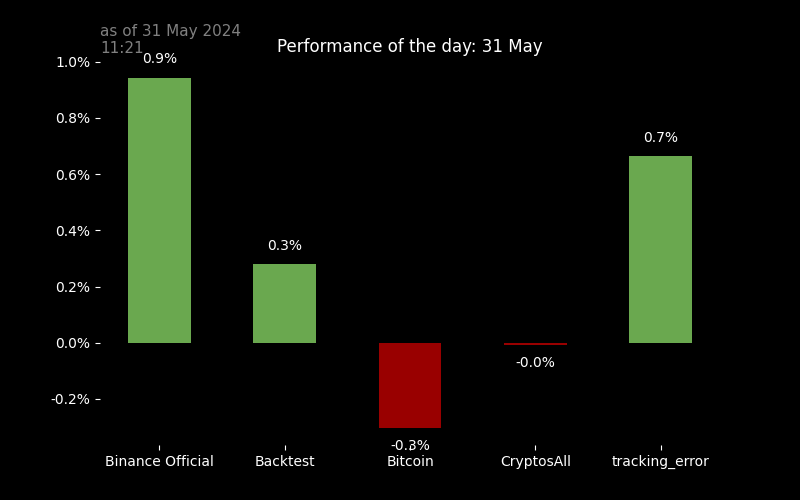 as of 31 May 2024
11:21
Performance of the day: 31 May
1.0%
0.8%
0.6%
0.4%
0.2%
0.0%
-0.2%
0.9%
0.3%
-0.3%
-0.0%
0.7%
Binance Official
Backtest
Bitcoin
CryptosAll
tracking_error